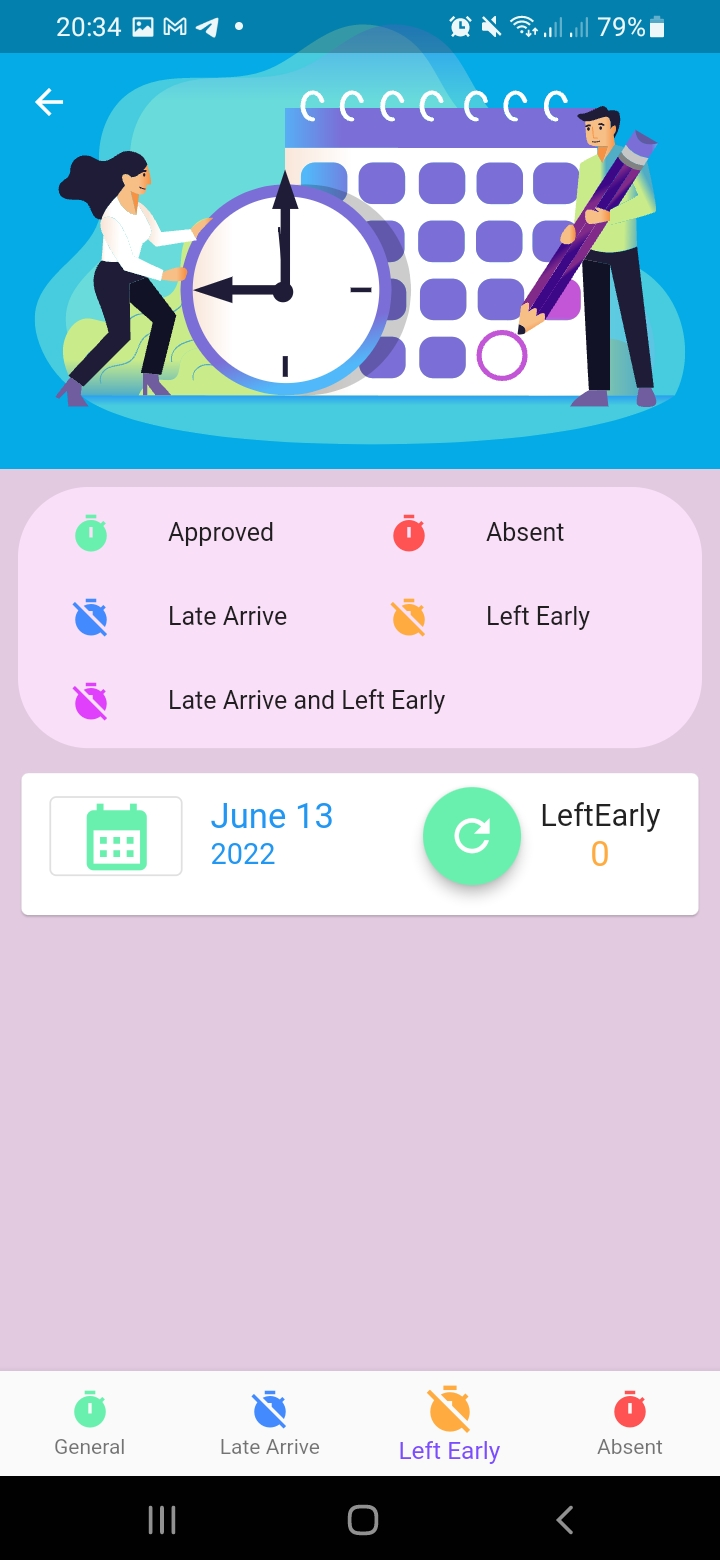 20:34 79%
Approved Absent
Late Arrive Left Early
Late Arrive and Left Early
June 13 LeftEarly
2022 0
General Late Arrive Left Early Absent